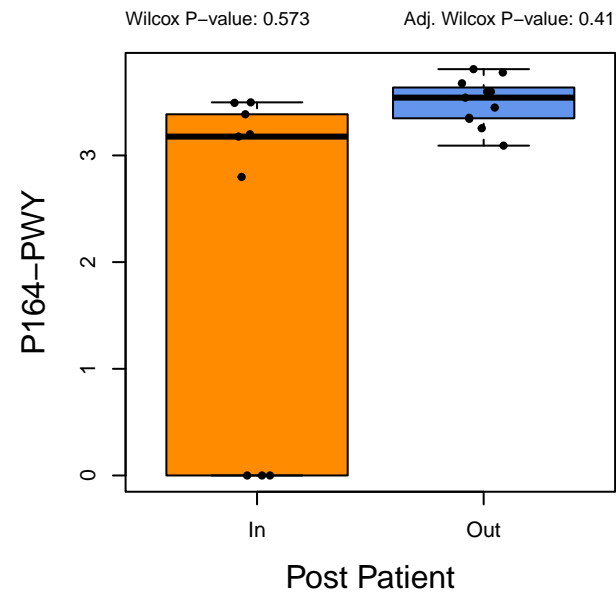 Wilcox P−value: 0.573 Adj. Wilcox P−value: 0.41
P164−PWY
3
2
1
0
In Out
Post Patient